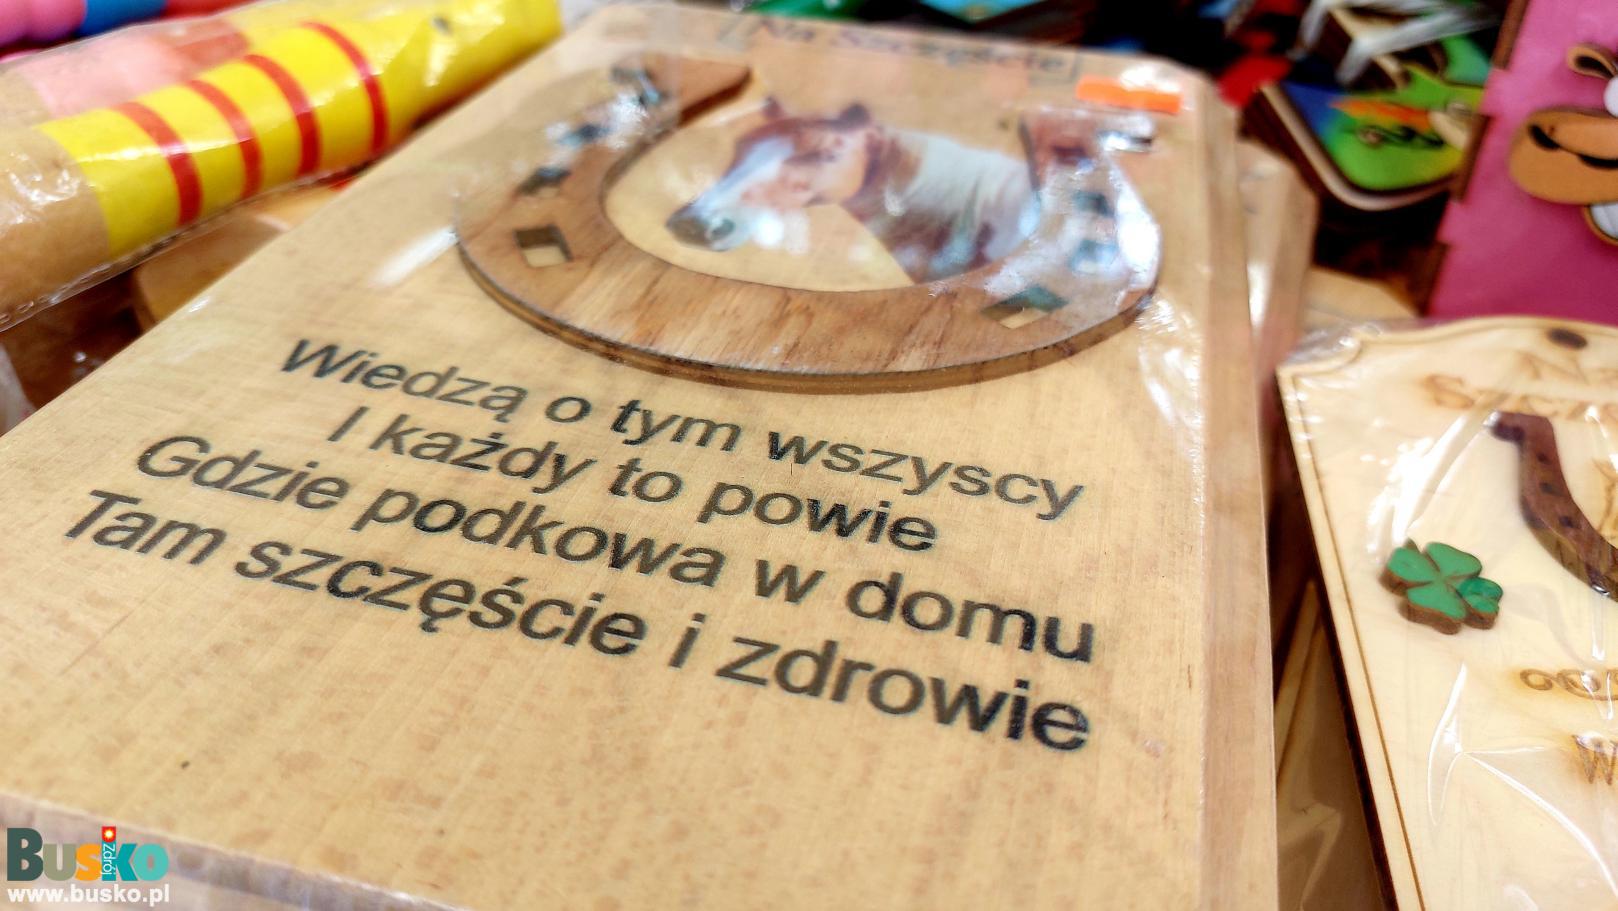 Na Szczęście
Wiedzą o tym wszyscy
I każdy to powie
Gdzie podkowa w domu
Tam szczęście i zdrowie
Busko
Zdrój
www.busko.pl